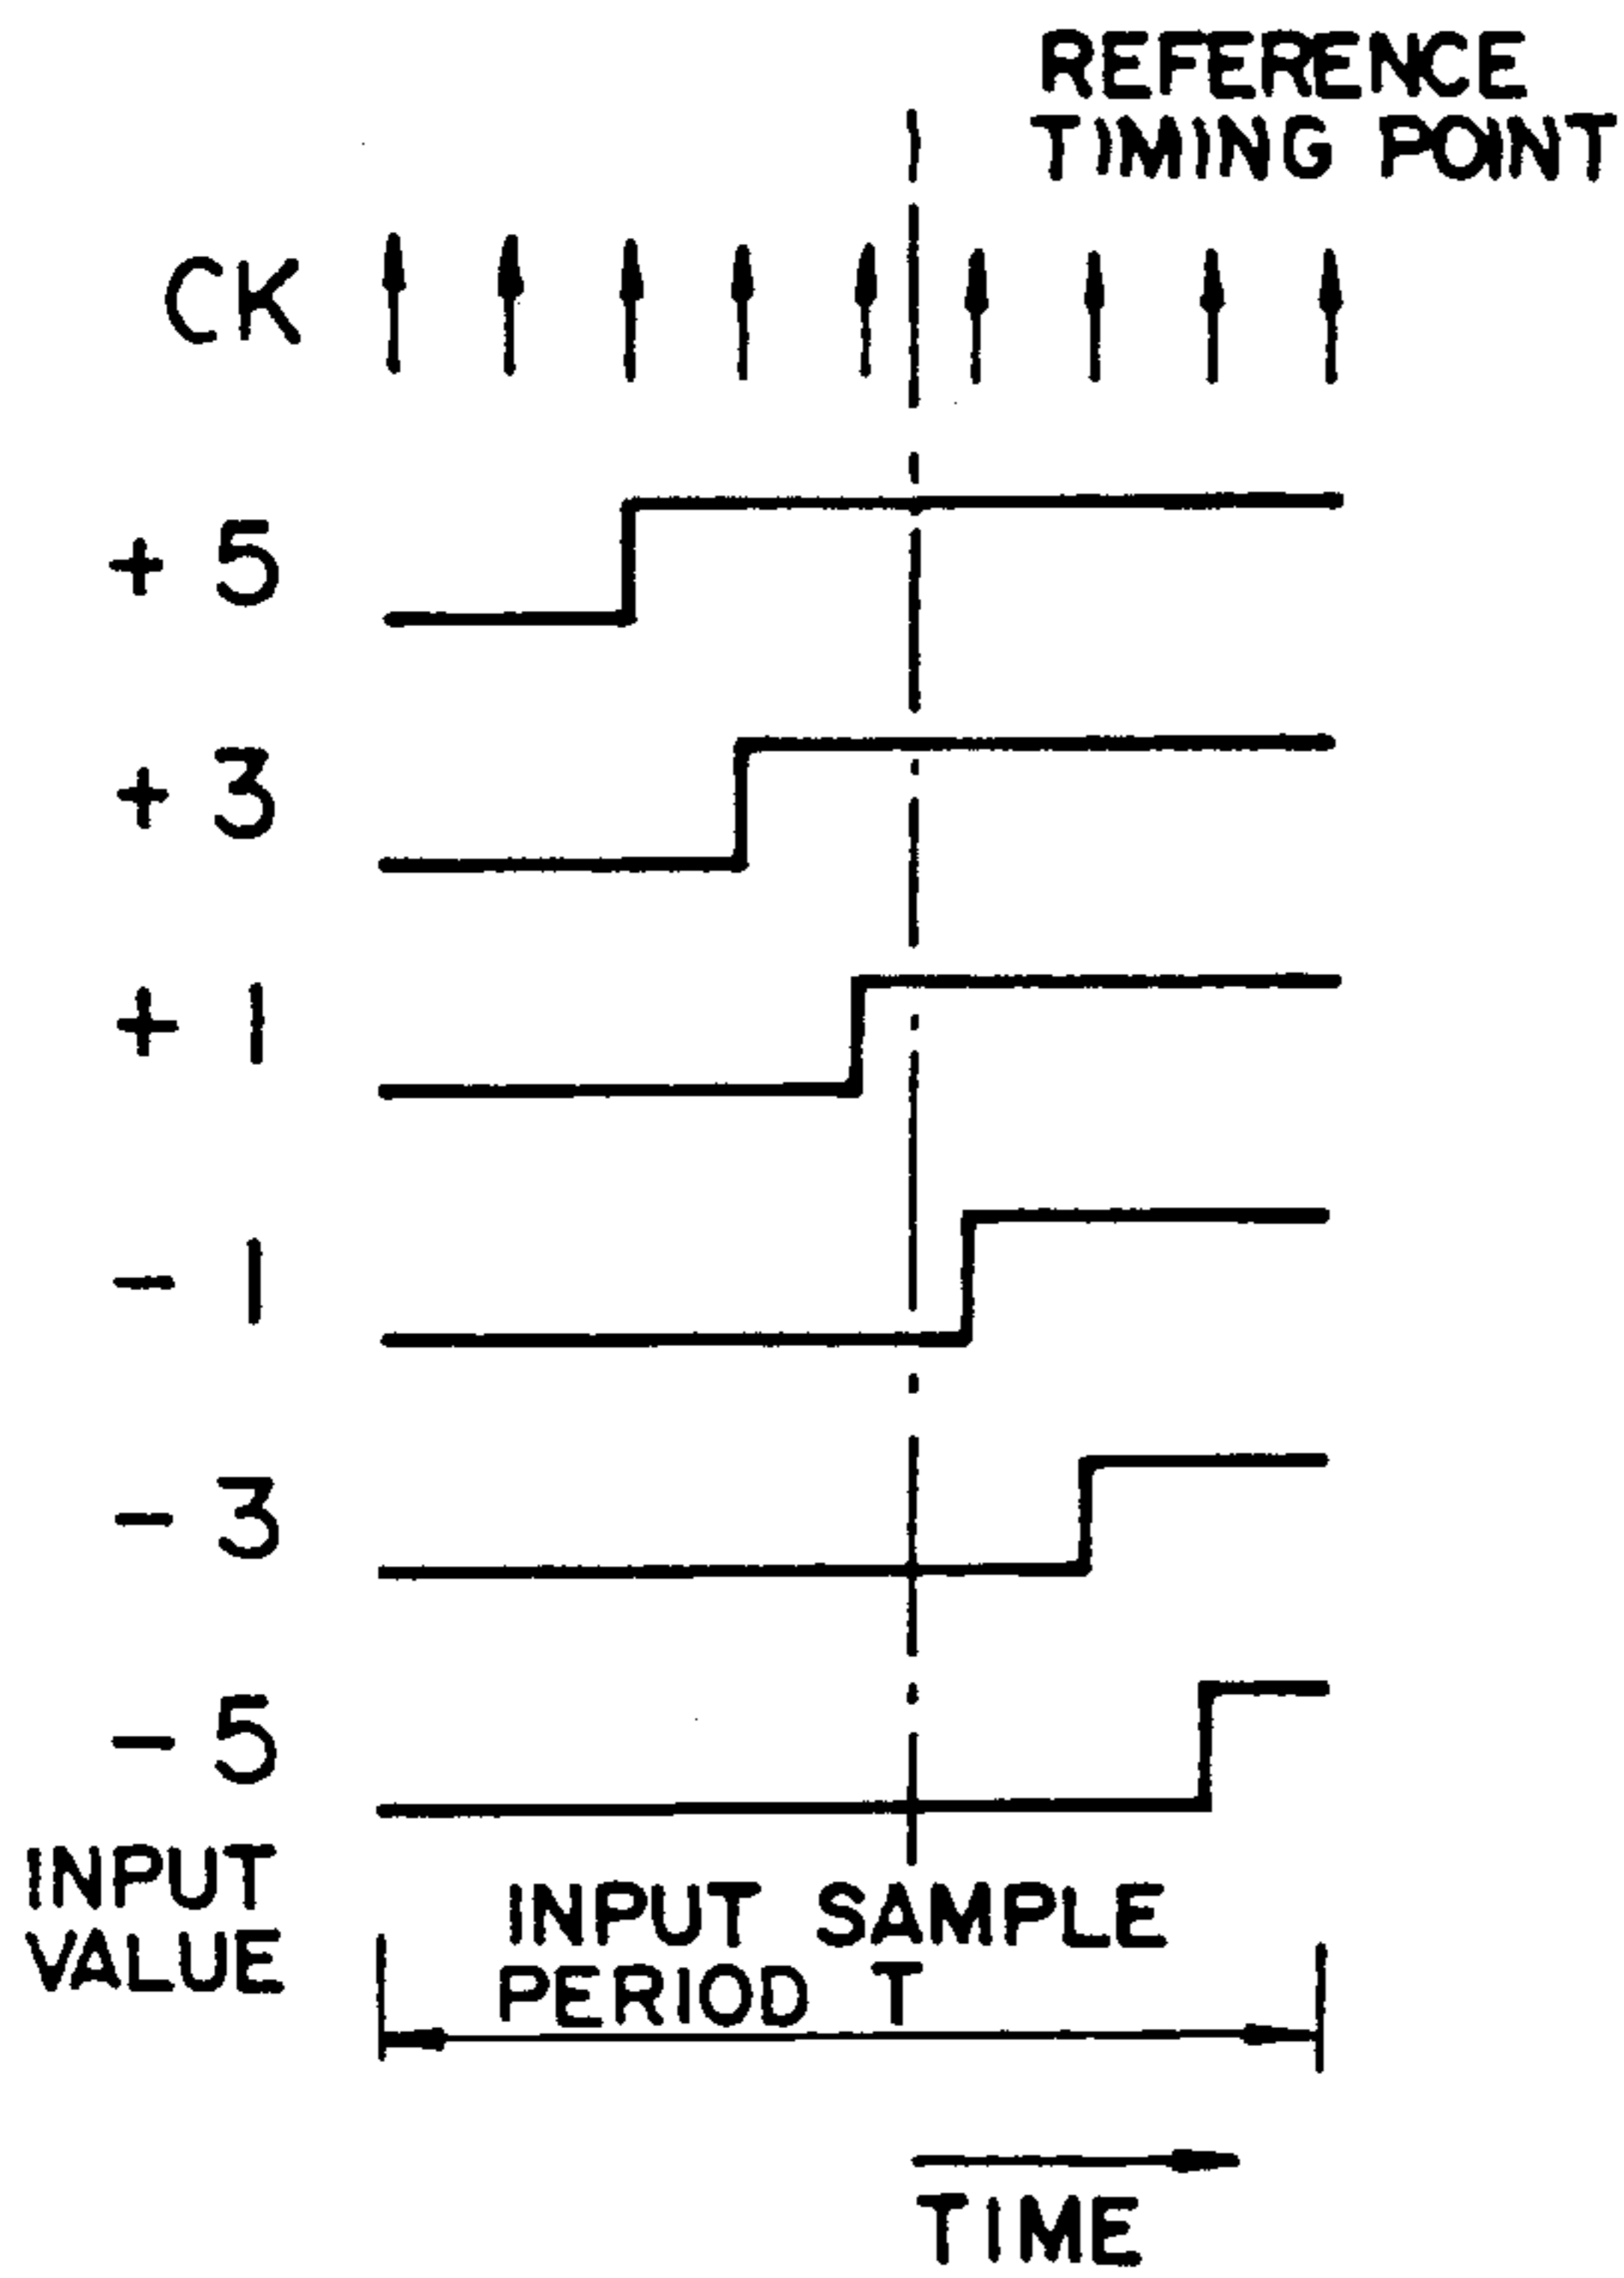 REFERENCE
TIMING POINT
CK
+ 5
+ 3
+ 1
- 1
- 3
- 5
INPUT
VALUE
INPUT SAMPLE
PERIOD T
TIME